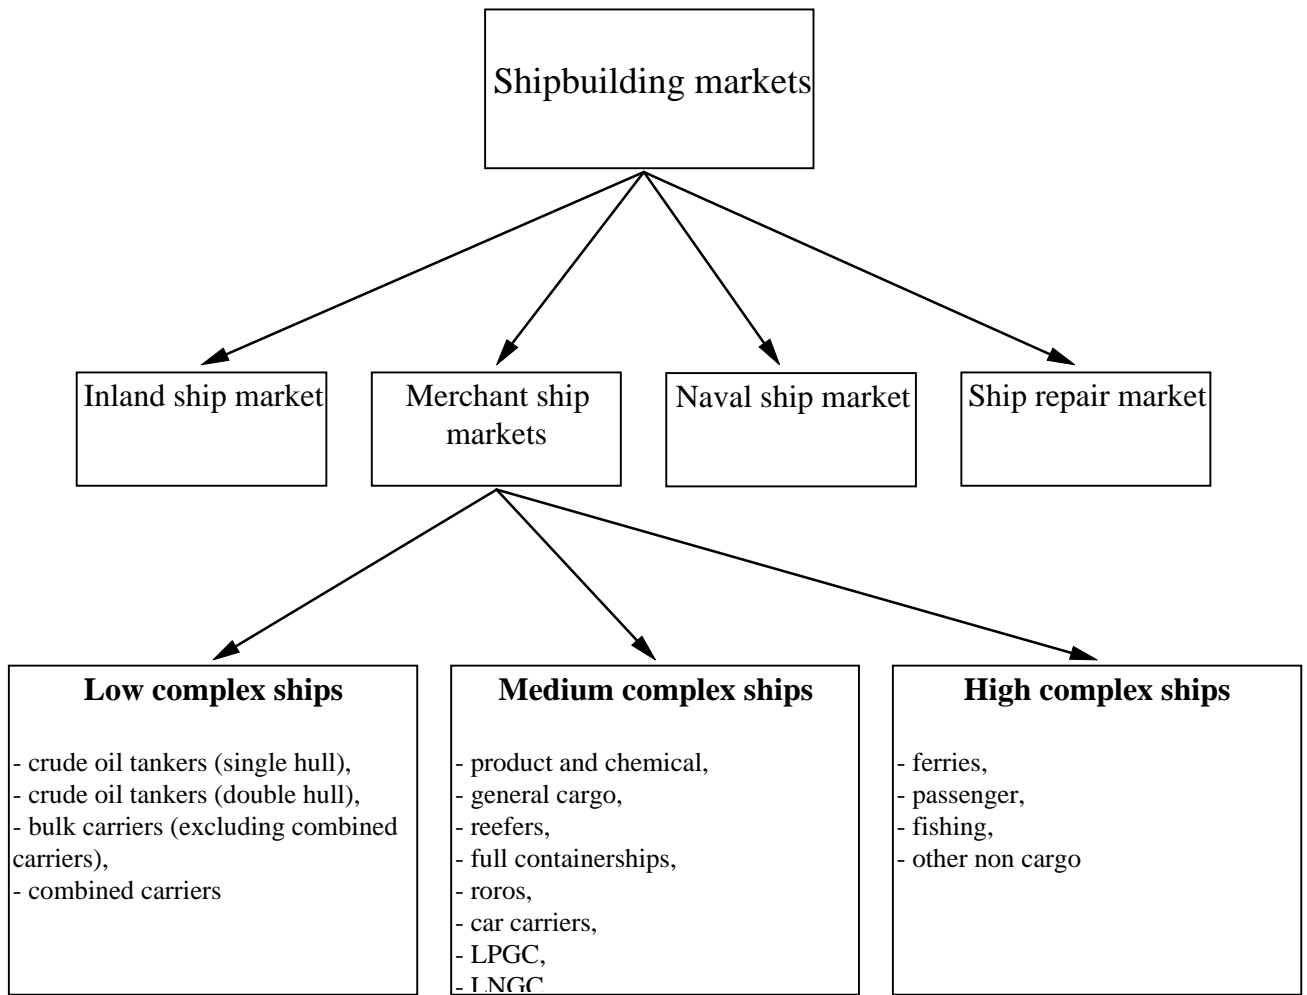 Shipbuilding markets
Inland ship market
Merchant ship
markets
Naval ship market
Ship repair market
Low complex ships
- crude oil tankers (single hull),
- crude oil tankers (double hull),
- bulk carriers (excluding combined
carriers),
- combined carriers
Medium complex ships
- product and chemical,
- general cargo,
- reefers,
- full containerships,
- roros,
- car carriers,
- LPGC,
- LNGC
High complex ships
- ferries,
- passenger,
- fishing,
- other non cargo